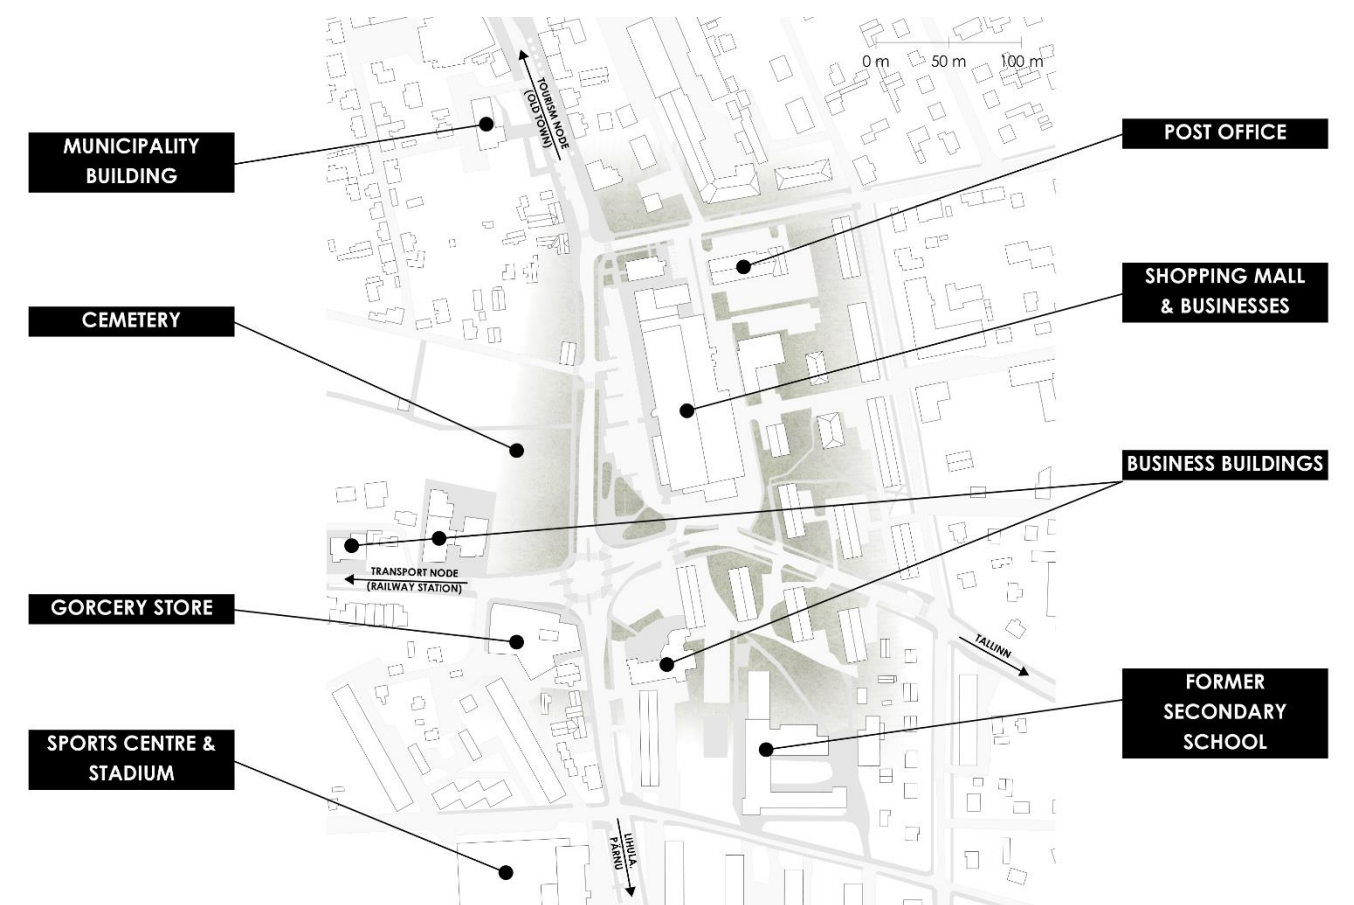 0 m 50 m 100 m
TOURISM NODE
(OLD TOWN)
MUNICIPALITY
BUILDING
POST OFFICE
SHOPPING MALL
& BUSINESSES
CEMETERY
BUSINESS BUILDINGS
TRANSPORT NODE
(RAILWAY STATION)
GORCERY STORE
TALLINN
FORMER
SECONDARY
SCHOOL
SPORTS CENTRE &
STADIUM
LIHULA,
PÄRNU